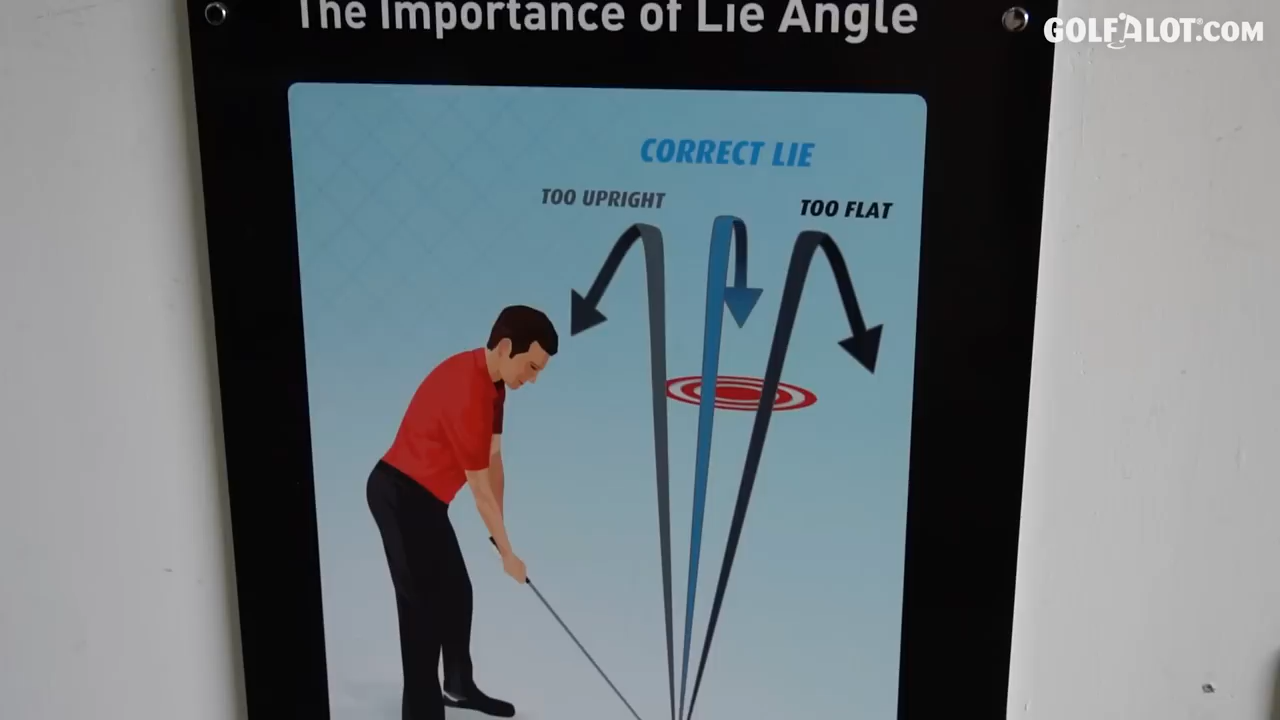 The Importance of Lie Angle
GOLFALOT.COM
CORRECT LIE
TOO UPRIGHT
TOO FLAT